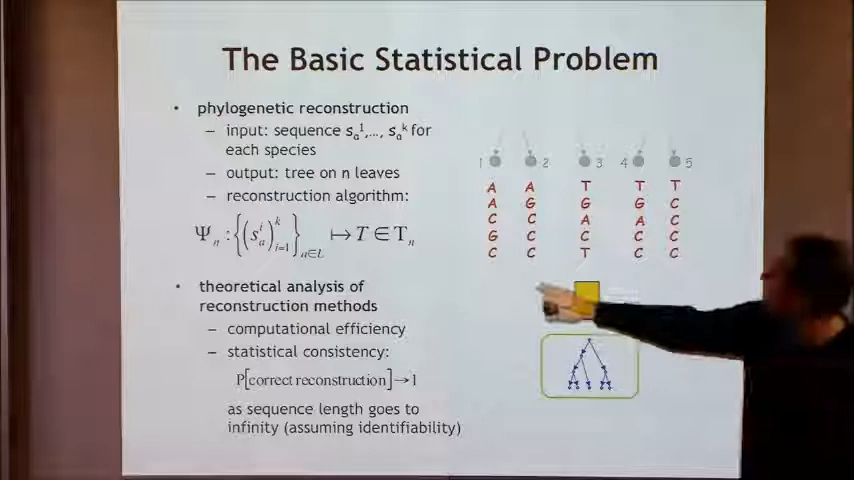 The Basic Statistical Problem
• phylogenetic reconstruction
– input: sequence sₐ¹,..., sₐᵏ for
each species
– output: tree on n leaves
– reconstruction algorithm:
Ψₙ : {(sₐⁱ)ᵢ₌₁ᵏ}ₐ∈L ↦ T ∈ Tₙ
• theoretical analysis of
reconstruction methods
– computational efficiency
– statistical consistency:
P[correct reconstruction]→1
as sequence length goes to
infinity (assuming identifiability)
1 2 3 4 5
A A T T T
A G G G C
C C A A C
G C C C C
C C T C C